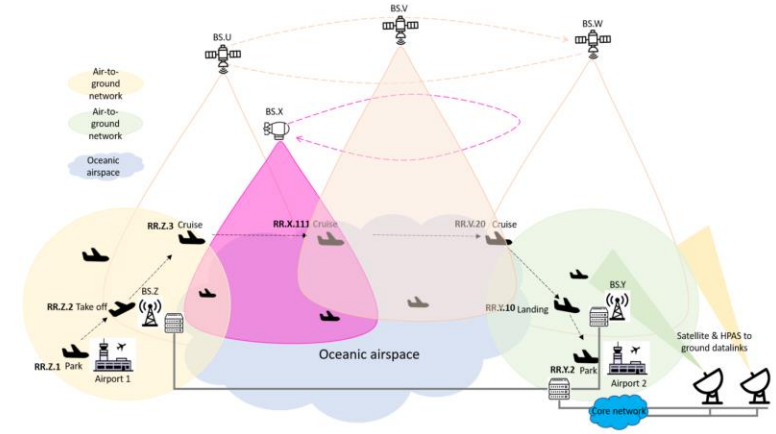 BS.V
BS.U
BS.W
Air-to-
ground
network
BS.X
Air-to-
ground
network
Oceanic
airspace
RR.Z.3 Cruise
RR.X.111 Cruise
RR.V.20 Cruise
BS.Z
BS.Y
RR.Z.2 Take off
RR.Y.10 Landing
Satellite & HPAS to
ground datalinks
Oceanic airspace
RR.Z.1 Park
Park
Airport 1
RR.Y.2
Airport 2
Core network